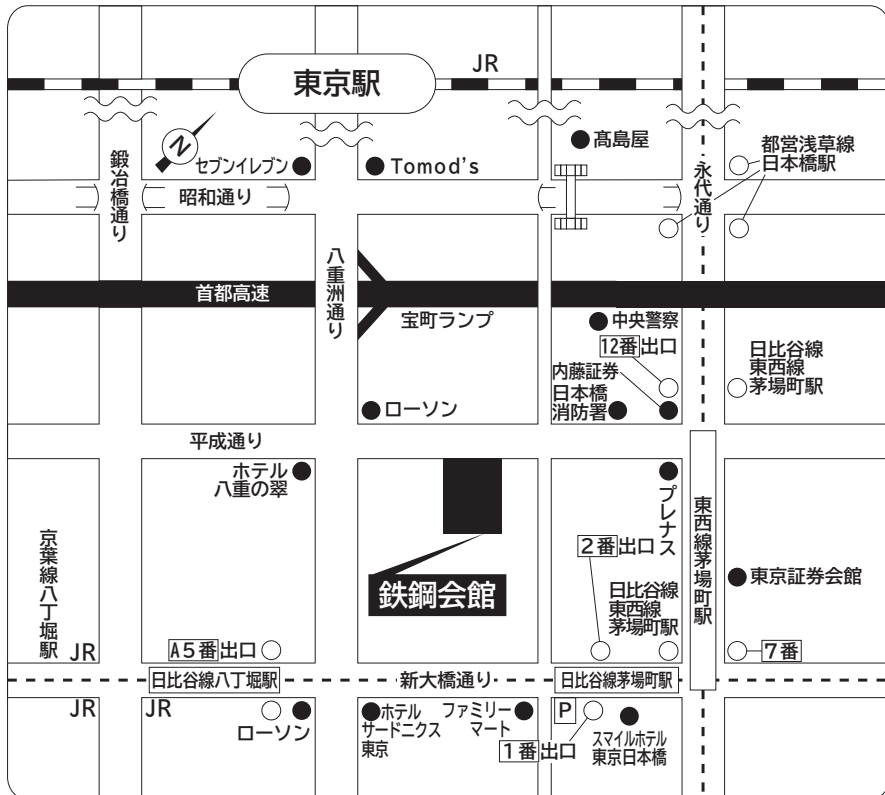 東京駅
JR
髙島屋
都営浅草線
日本橋駅
鍛冶橋通り
N
セブンイレブン
Tomod's
永代通り
昭和通り
八重洲通り
首都高速
宝町ランプ
中央警察
12番出口
内藤証券
日本橋
消防署
日比谷線
東西線
茅場町駅
ローソン
平成通り
ホテル
八重の翠
プレナス
東西線茅場町駅
京葉線八丁堀駅
2番出口
鉄鋼会館
日比谷線
東西線
茅場町駅
東京証券会館
JR
A5番出口
7番
日比谷線八丁堀駅
新大橋通り
日比谷線茅場町駅
JR
JR
ローソン
ホテル
サードニクス
東京
ファミリー
マート
P
1番出口
スマイルホテル
東京日本橋